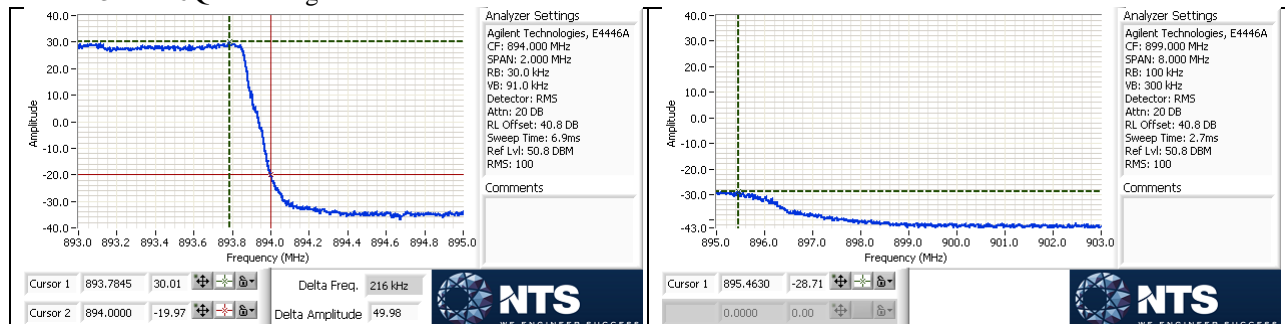 Analyzer Settings
Agilent Technologies, E4446A
CF: 894.000 MHz
SPAN: 2.000 MHz
RB: 30.0 kHz
VB: 91.0 kHz
Detector: RMS
Attn: 20 DB
RL Offset: 40.8 DB
Sweep Time: 6.9ms
Ref Lvl: 50.8 DBM
RMS: 100
Comments
Amplitude
40.0
30.0
20.0
10.0
0.0
-10.0
-20.0
-30.0
-40.0
893.0 893.2 893.4 893.6 893.8 894.0 894.2 894.4 894.6 894.8 895.0
Frequency (MHz)
Cursor 1 893.7845 30.01
Cursor 2 894.0000 -19.97
Delta Freq. 216 kHz
Delta Amplitude 49.98
NTS
WE ENGINEER SUCCESS
Analyzer Settings
Agilent Technologies, E4446A
CF: 899.000 MHz
SPAN: 8.000 MHz
RB: 100 kHz
VB: 300 kHz
Detector: RMS
Attn: 20 DB
RL Offset: 40.8 DB
Sweep Time: 2.7ms
Ref Lvl: 50.8 DBM
RMS: 100
Comments
Amplitude
40.0
30.0
20.0
10.0
0.0
-10.0
-20.0
-30.0
-43.0
895.0 896.0 897.0 898.0 899.0 900.0 901.0 902.0 903.0
Frequency (MHz)
Cursor 1 895.4630 -28.71
0.0000 0.00
NTS
WE ENGINEER SUCCESS